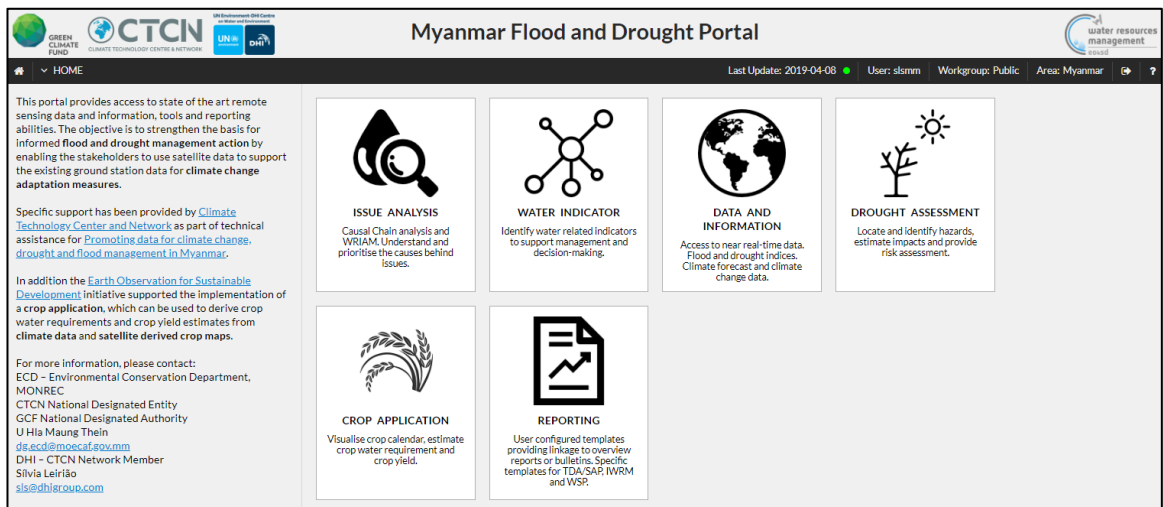 GREEN
CLIMATE
FUND
CTCN
CLIMATE TECHNOLOGY CENTRE & NETWORK
UN Environment-DHI Centre
on Water and Environment
UN
DHI
Myanmar Flood and Drought Portal
water resources
management
eo4sd
HOME
Last Update: 2019-04-08
User: slsmm
Workgroup: Public
Area: Myanmar
?
This portal provides access to state of the art remote
sensing data and information, tools and reporting
abilities. The objective is to strengthen the basis for
informed flood and drought management action by
enabling the stakeholders to use satellite data to support
the existing ground station data for climate change
adaptation measures.
Specific support has been provided by Climate
Technology Center and Network as part of technical
assistance for Promoting data for climate change,
drought and flood management in Myanmar.
In addition the Earth Observation for Sustainable
Development initiative supported the implementation of
a crop application, which can be used to derive crop
water requirements and crop yield estimates from
climate data and satellite derived crop maps.
For more information, please contact:
ECD – Environmental Conservation Department,
MONREC
CTCN National Designated Entity
GCF National Designated Authority
U Hla Maung Thein
dg.ecd@moecaf.gov.mm
DHI – CTCN Network Member
Sílvia Leirião
sls@dhigroup.com
ISSUE ANALYSIS
Causal Chain analysis and
WRIAM. Understand and
prioritise the causes behind
issues.
WATER INDICATOR
Identify water related indicators
to support management and
decision-making.
DATA AND
INFORMATION
Access to near real-time data.
Flood and drought indices.
Climate forecast and climate
change data.
DROUGHT ASSESSMENT
Locate and identify hazards,
estimate impacts and provide
risk assessment.
CROP APPLICATION
Visualise crop calendar, estimate
crop water requirement and
crop yield.
REPORTING
User configured templates
providing linkage to overview
reports or bulletins. Specific
templates for TDA/SAP, IWRM
and WSP.